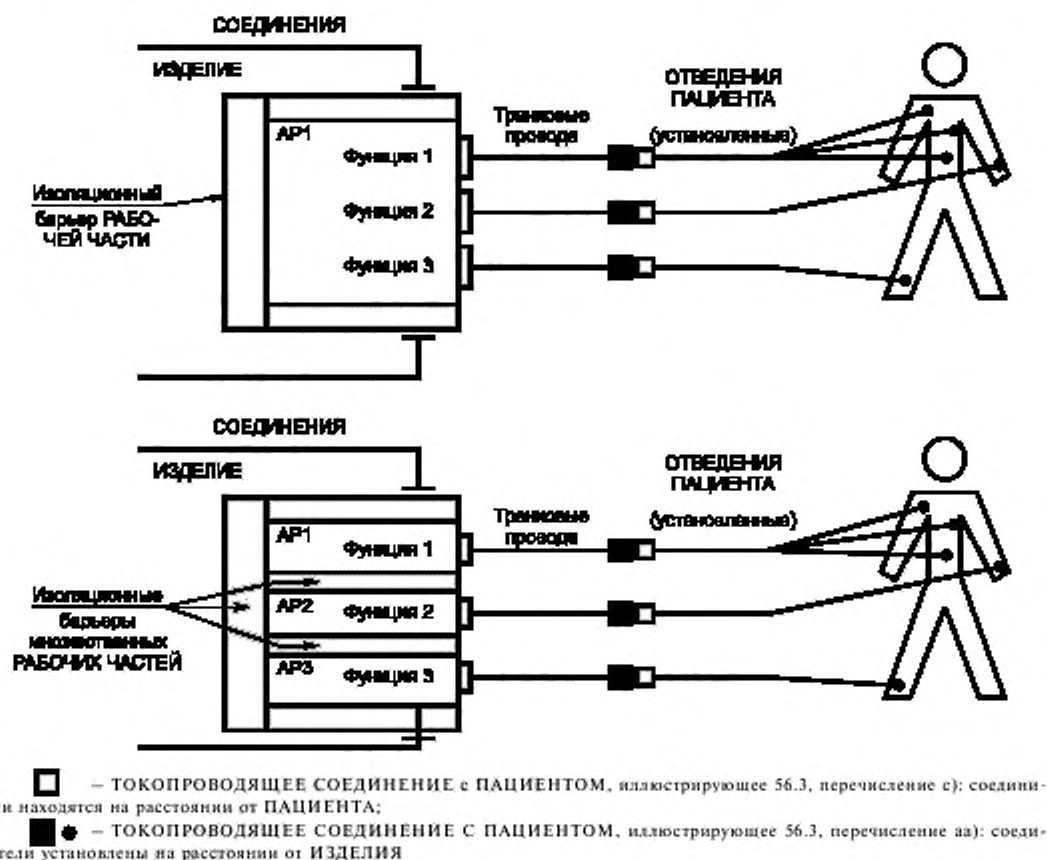 СОЕДИНЕНИЯ
ИЗДЕЛИЕ
AP1
Функция 1
Функция 2
Функция 3
Изоляционный
барьер РАБО-
ЧЕЙ ЧАСТИ
Транковые
провода
ОТВЕДЕНИЯ
ПАЦИЕНТА
(установленные)
СОЕДИНЕНИЯ
ИЗДЕЛИЕ
AP1
Функция 1
AP2
Функция 2
AP3
Функция 3
Изоляционные
барьеры
множественных
РАБОЧИХ ЧАСТЕЙ
Транковые
провода
ОТВЕДЕНИЯ
ПАЦИЕНТА
(установленные)
– ТОКОПРОВОДЯЩЕЕ СОЕДИНЕНИЕ с ПАЦИЕНТОМ, иллюстрирующее 56.3, перечисление с): соедини-
и находятся на расстоянии от ПАЦИЕНТА;
– ТОКОПРОВОДЯЩЕЕ СОЕДИНЕНИЕ С ПАЦИЕНТОМ, иллюстрирующее 56.3, перечисление аа): соеди-
тели установлены на расстоянии от ИЗДЕЛИЯ